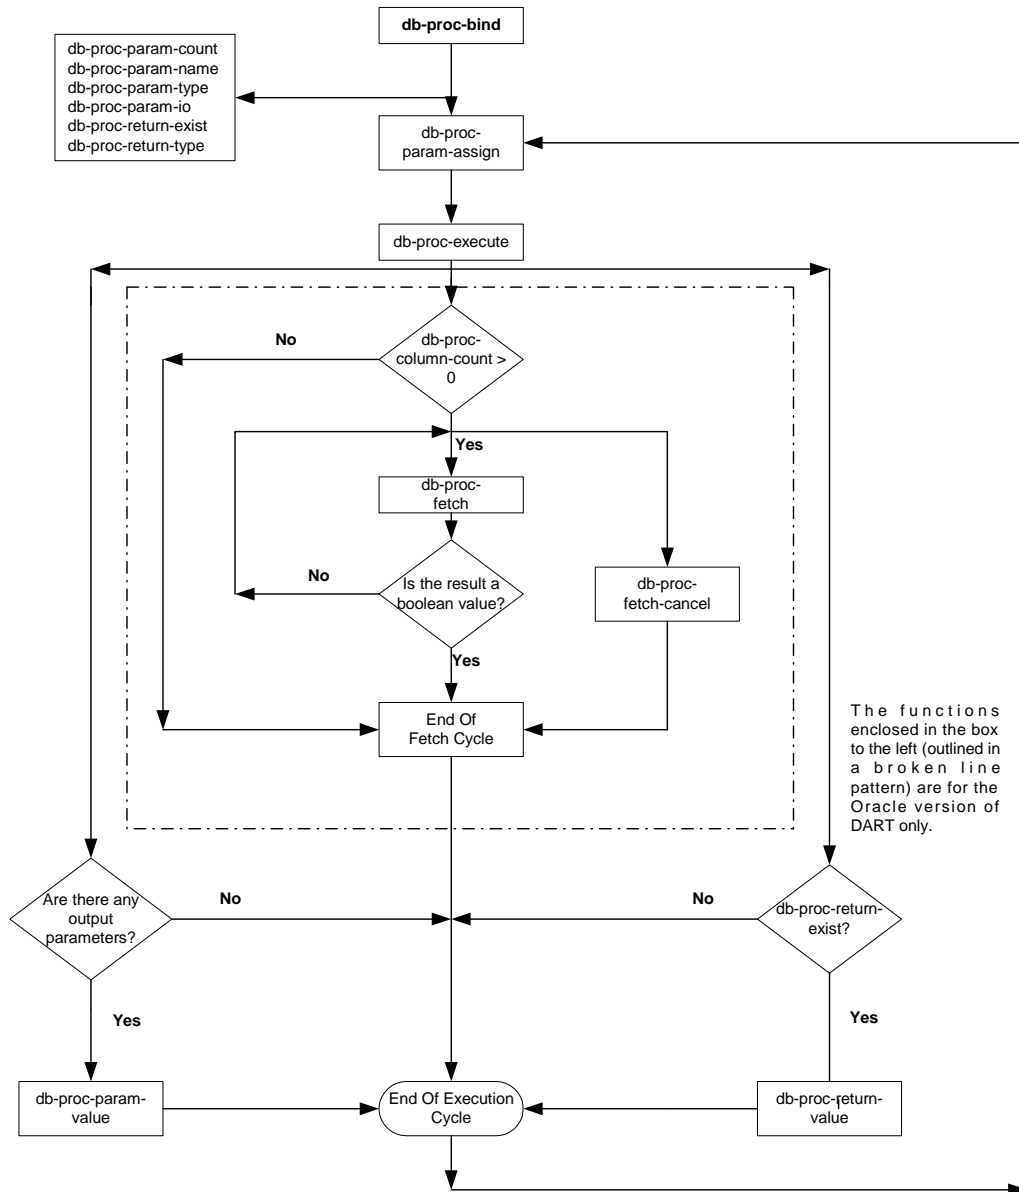 db-proc-bind
db-proc-param-count
db-proc-param-name
db-proc-param-type
db-proc-param-io
db-proc-return-exist
db-proc-return-type
db-proc-
param-assign
db-proc-execute
db-proc-
column-count >
0
No
Yes
db-proc-
fetch
Is the result a
boolean value?
No
db-proc-
fetch-cancel
Yes
End Of
Fetch Cycle
The functions
enclosed in the box
to the left (outlined in
a broken line
pattern) are for the
Oracle version of
DART only.
Are there any
output
parameters?
No
No
db-proc-return-
exist?
Yes
Yes
db-proc-param-
value
End Of Execution
Cycle
db-proc-return-
value